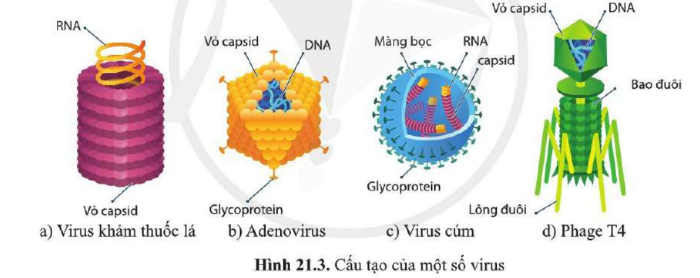 RNA
Vỏ capsid
a) Virus khảm thuốc lá
Vỏ capsid
DNA
Glycoprotein
b) Adenovirus
Màng bọc
RNA
capsid
Glycoprotein
c) Virus cúm
Vỏ capsid
DNA
Bao đuôi
Lông đuôi
d) Phage T4
Hình 21.3. Cấu tạo của một số virus